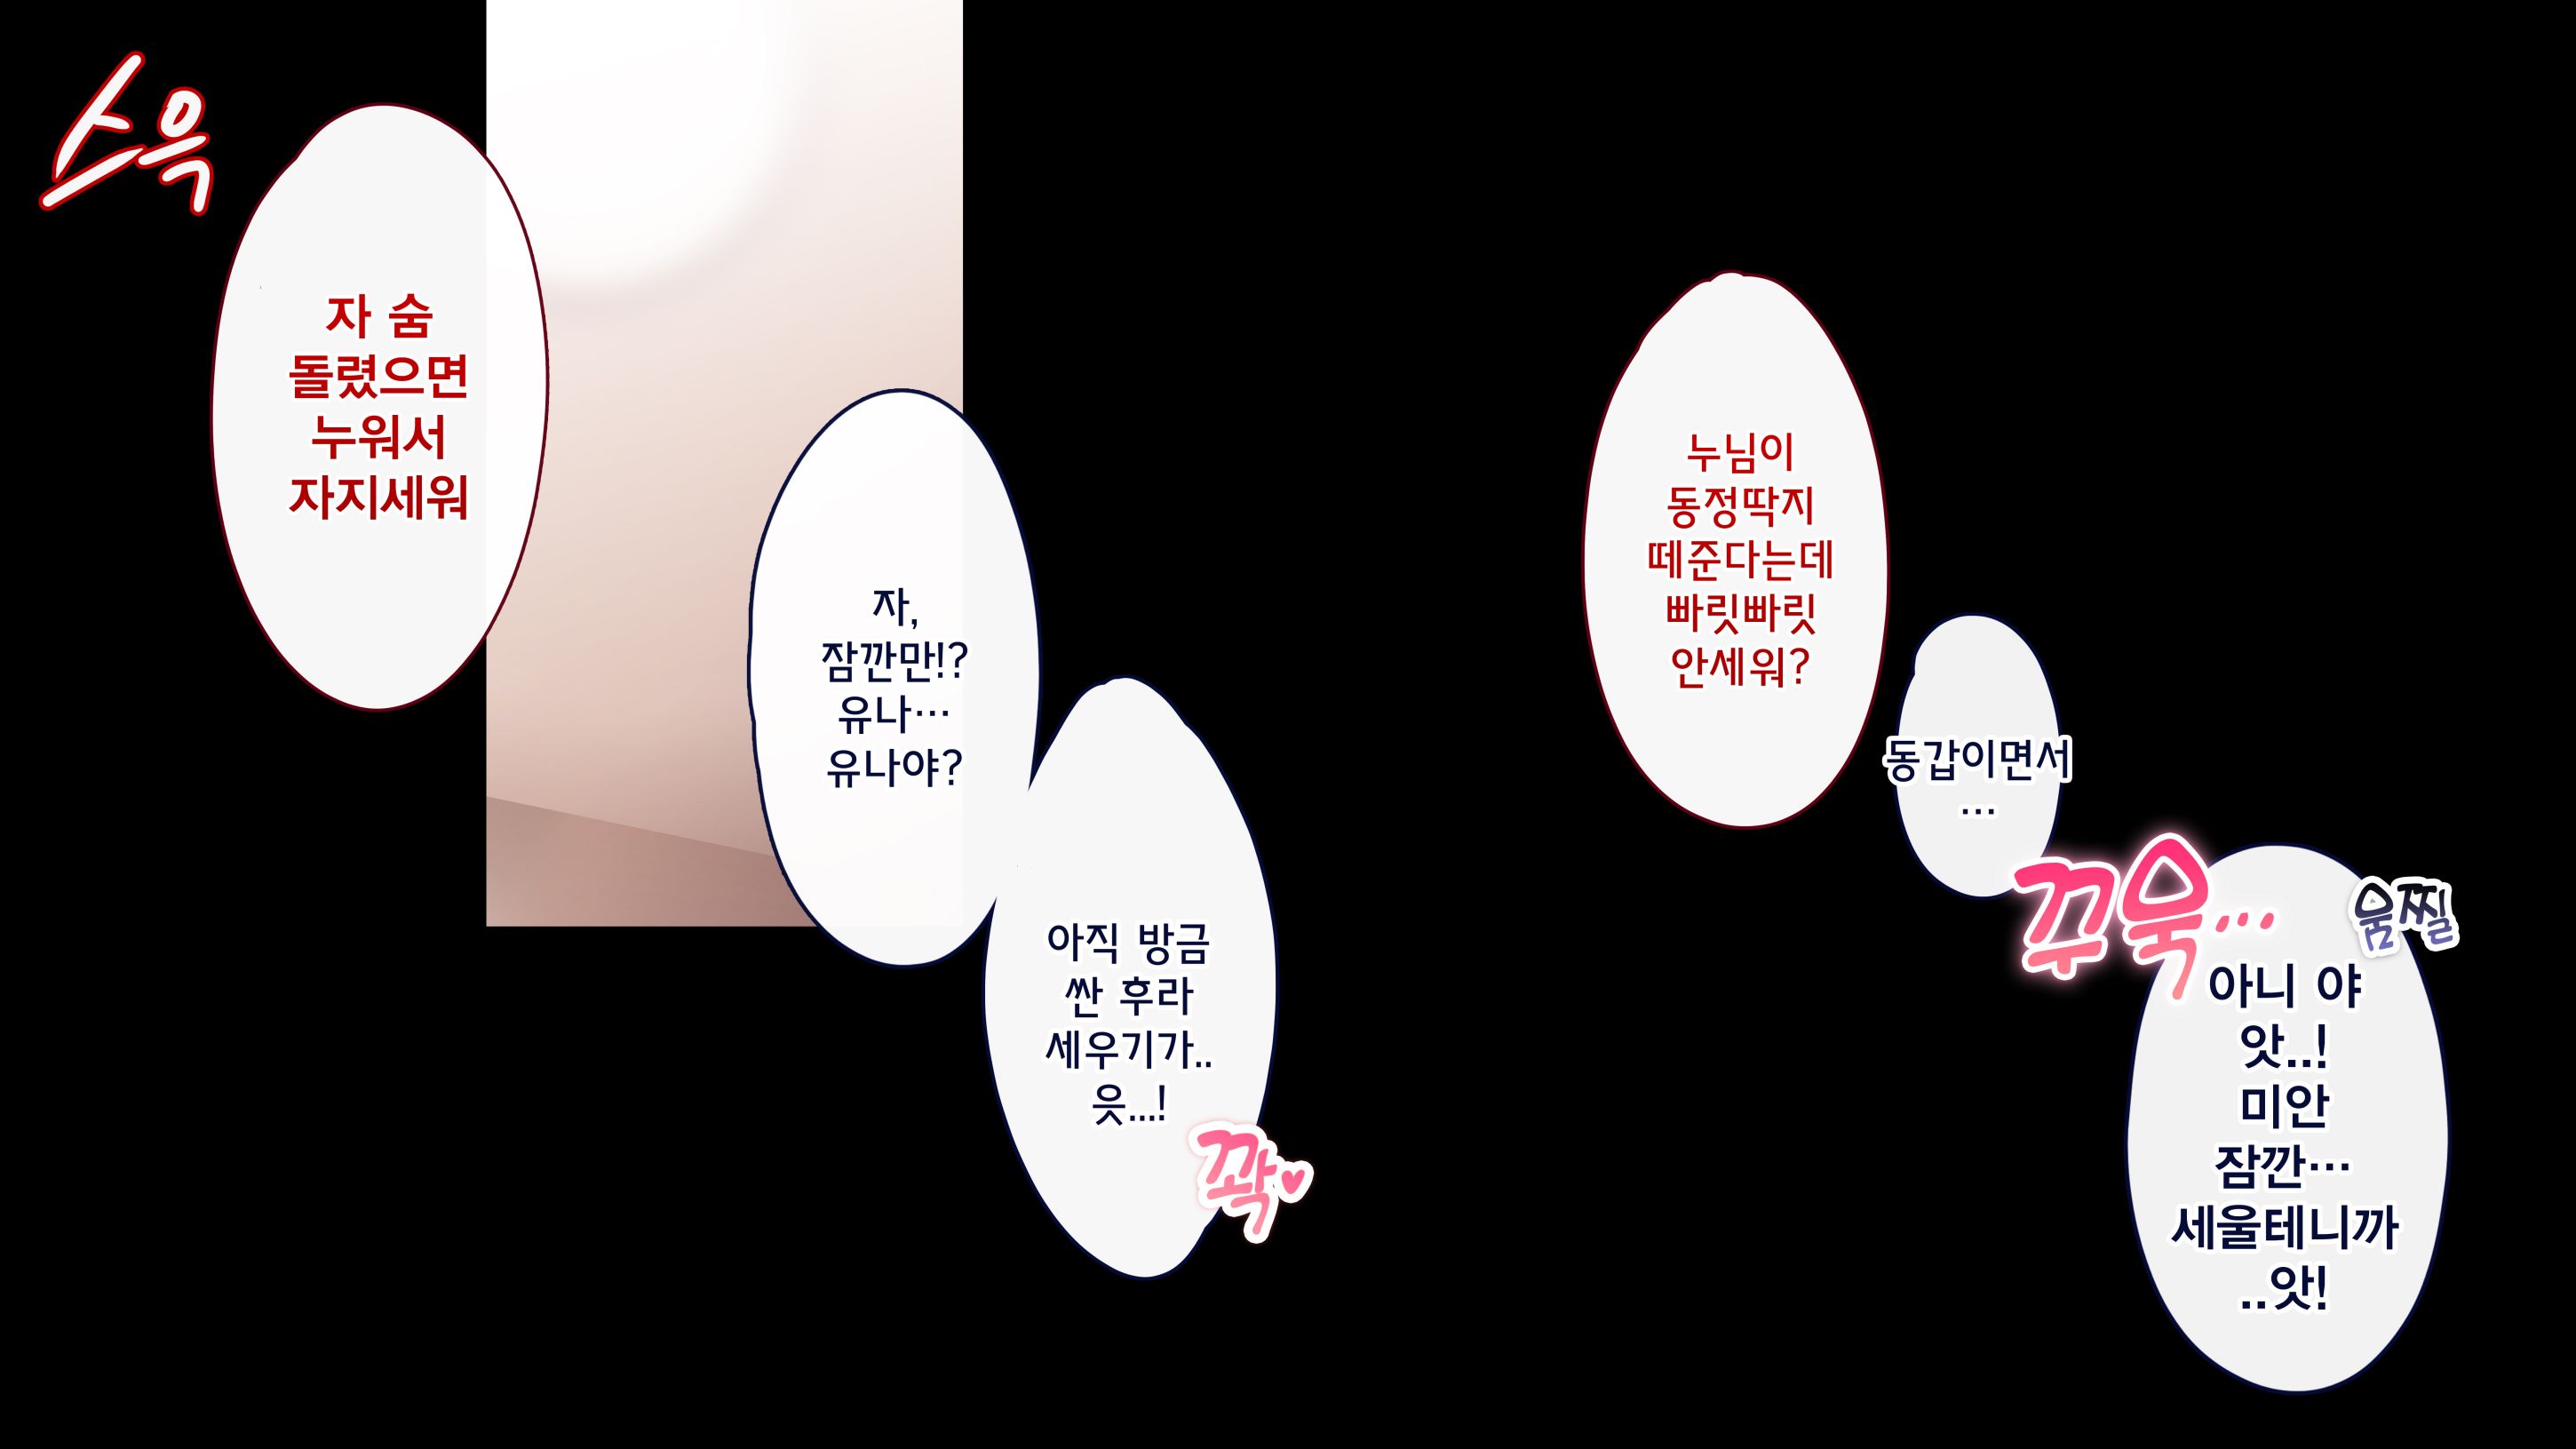 스윽
자 숨
돌렸으면
누워서
자지세워
자,
잠깐만!?
유나…
유나야?
아직 방금
싼 후라
세우기가..
읏...!
꽉♥
누님이
동정딱지
떼준다는데
빠릿빠릿
안세워?
동갑이면서
…
꾸욱...
움찔
아니 야
앗..!
미안
잠깐…
세울테니까
..앗!